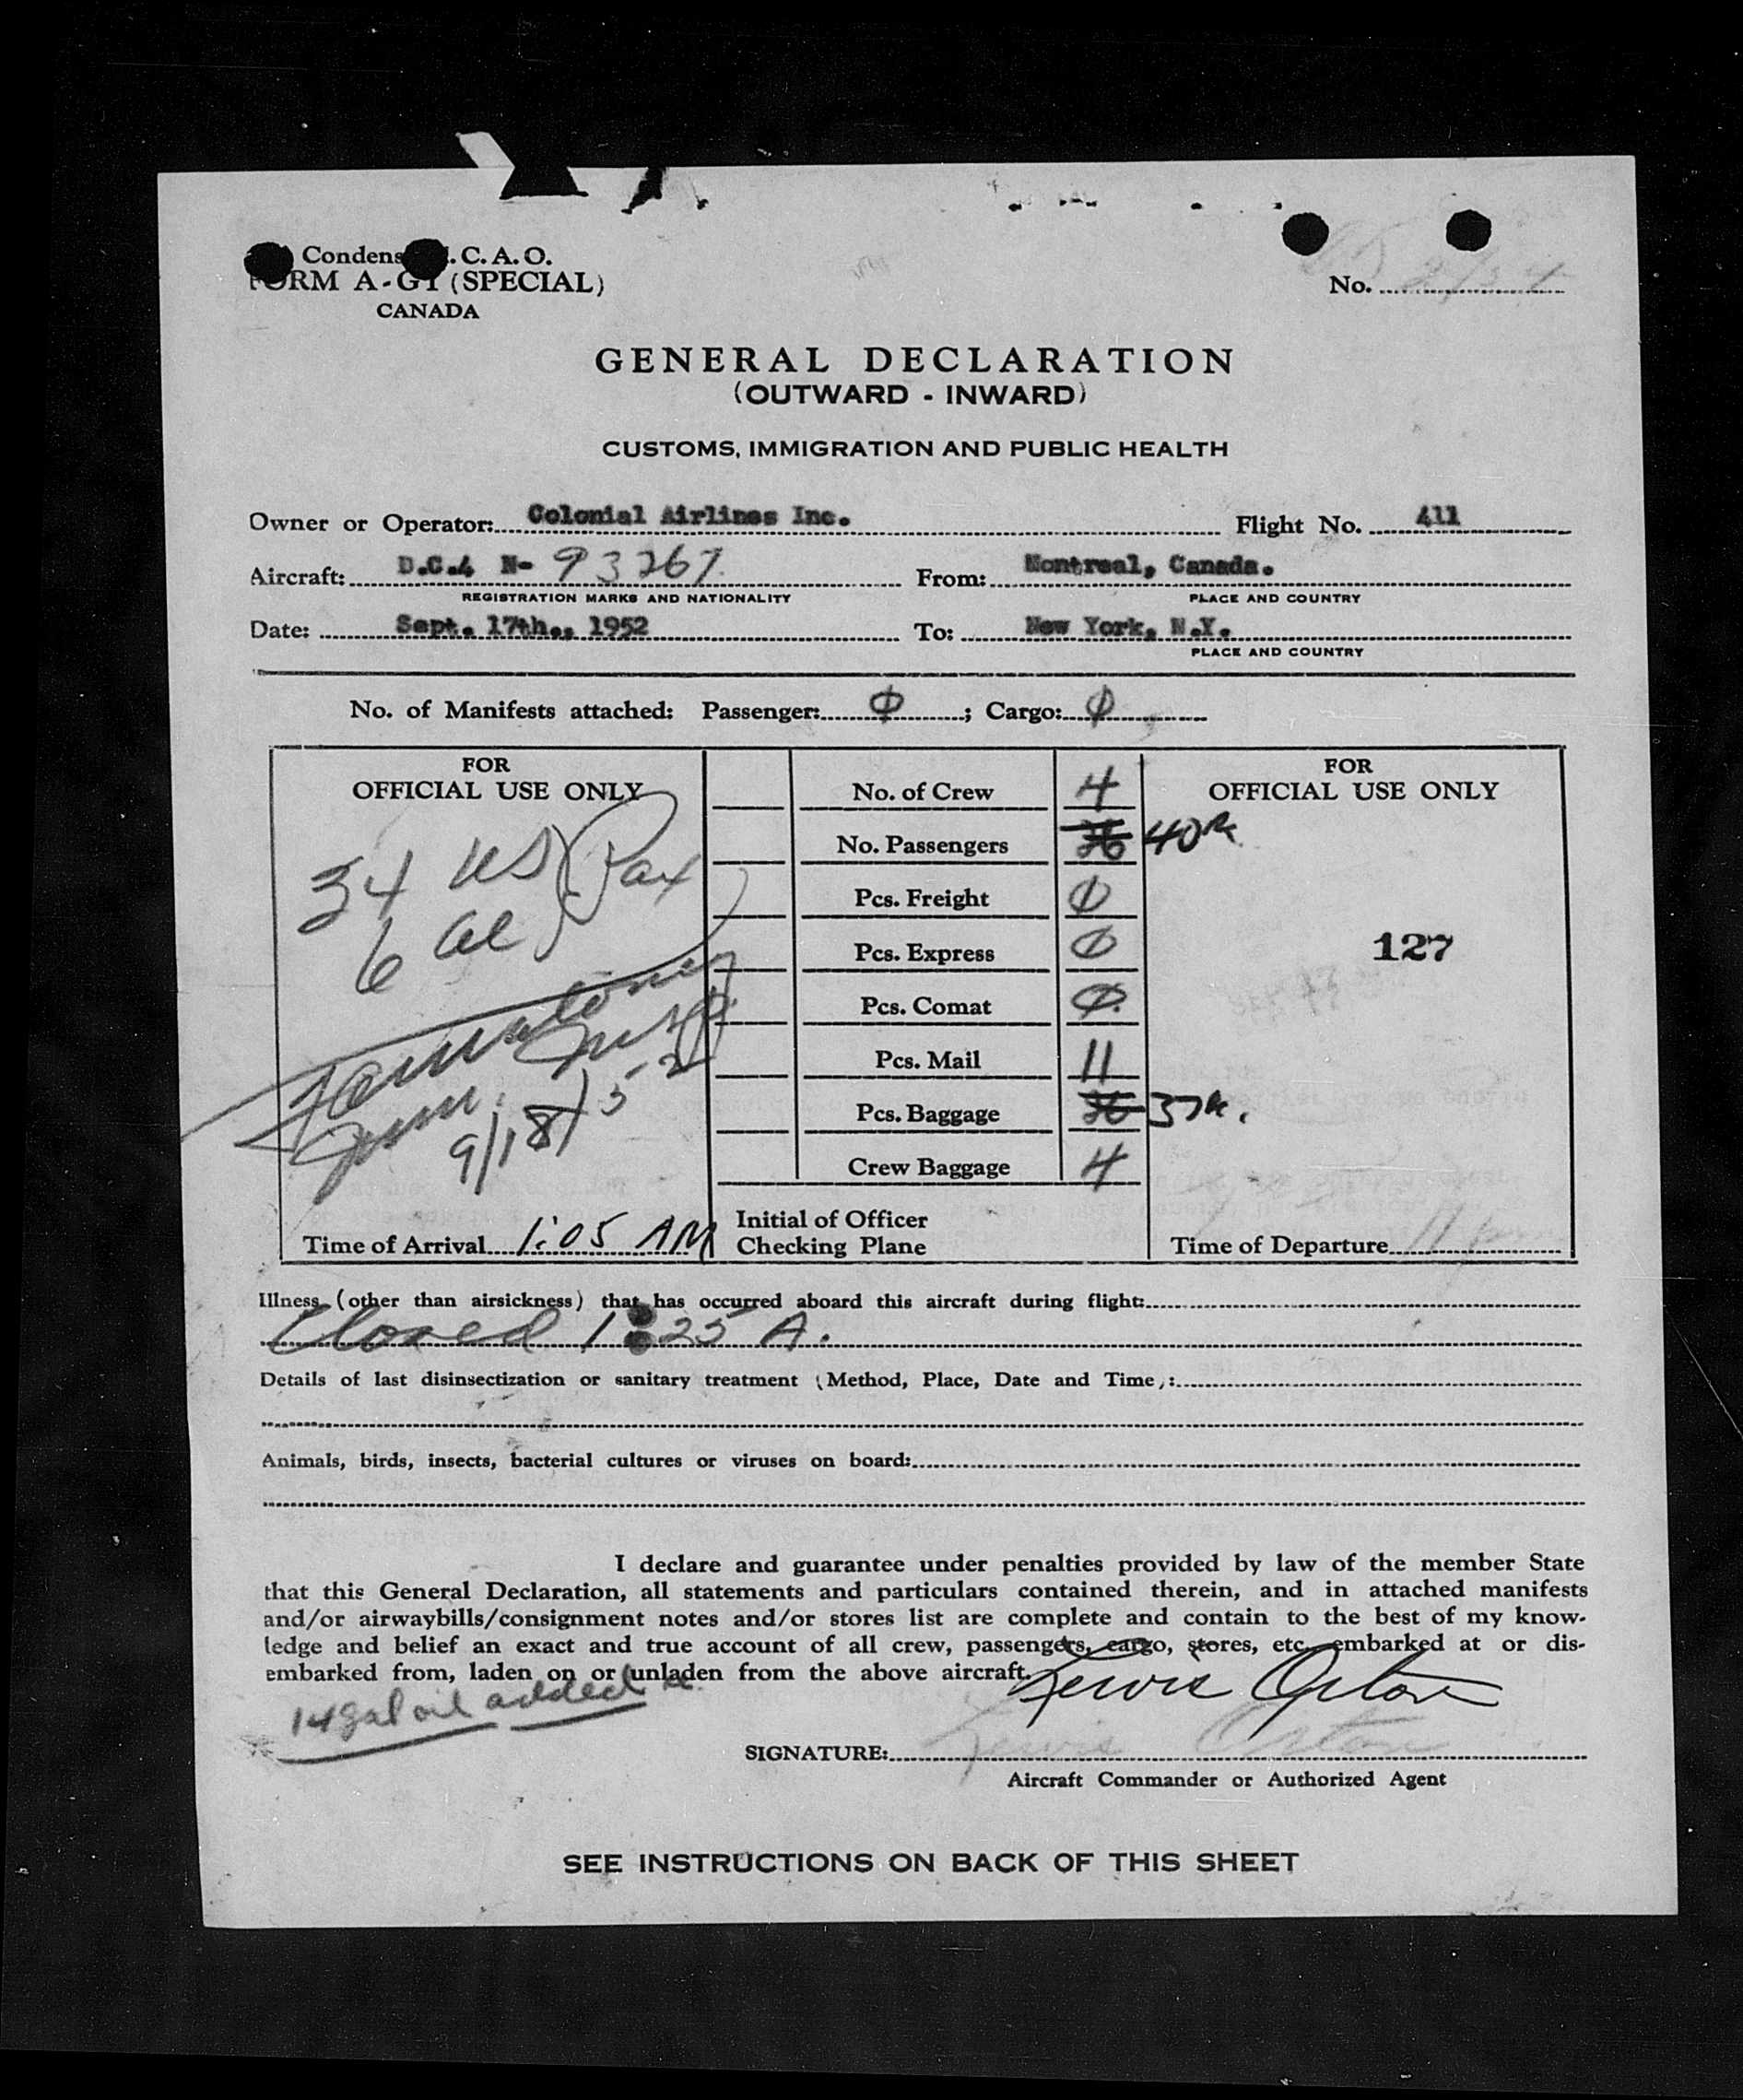 Condens .C.A.O.
FORM A-G1 (SPECIAL)
CANADA
No.
GENERAL DECLARATION
(OUTWARD - INWARD)
CUSTOMS, IMMIGRATION AND PUBLIC HEALTH
Owner or Operator: Colonial Airlines Inc. Flight No. 411
Aircraft: D.C.4 N- 93267 From: Montreal, Canada.
REGISTRATION MARKS AND NATIONALITY PLACE AND COUNTRY
Date: Sept. 17th., 1952 To: New York, N.Y.
PLACE AND COUNTRY
No. of Manifests attached: Passenger: 0 ; Cargo: 0
FOR
OFFICIAL USE ONLY
34 US Pax
6 al
9/18/52
Time of Arrival 1:05 AM
No. of Crew 4
No. Passengers 36 40
Pcs. Freight 0
Pcs. Express 0
Pcs. Comat 0
Pcs. Mail 11
Pcs. Baggage 36 37
Crew Baggage 4
Initial of Officer
Checking Plane
FOR
OFFICIAL USE ONLY
127
Time of Departure 11 pm
Illness (other than airsickness) that has occurred aboard this aircraft during flight:
Closed 1:25 A.
Details of last disinsectization or sanitary treatment (Method, Place, Date and Time):
Animals, birds, insects, bacterial cultures or viruses on board:
I declare and guarantee under penalties provided by law of the member State
that this General Declaration, all statements and particulars contained therein, and in attached manifests
and/or airwaybills/consignment notes and/or stores list are complete and contain to the best of my know-
ledge and belief an exact and true account of all crew, passengers, cargo, stores, etc. embarked at or dis-
embarked from, laden on or unladen from the above aircraft.
14 gal oil added
Lewis Orton
SIGNATURE: Lewis Orton
Aircraft Commander or Authorized Agent
SEE INSTRUCTIONS ON BACK OF THIS SHEET